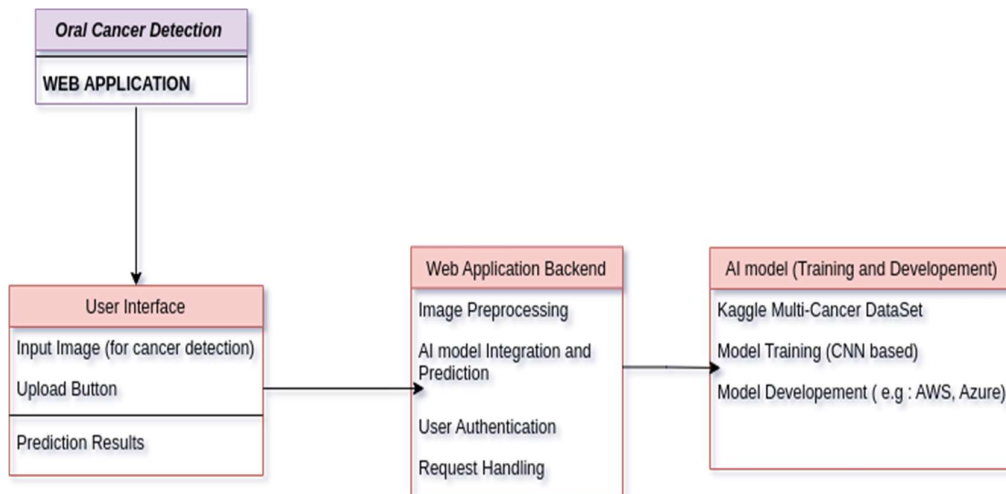 Oral Cancer Detection
WEB APPLICATION
User Interface
Input Image (for cancer detection)
Upload Button
Prediction Results
Web Application Backend
Image Preprocessing
AI model Integration and
Prediction
User Authentication
Request Handling
AI model (Training and Developement)
Kaggle Multi-Cancer DataSet
Model Training (CNN based)
Model Developement ( e.g : AWS, Azure)